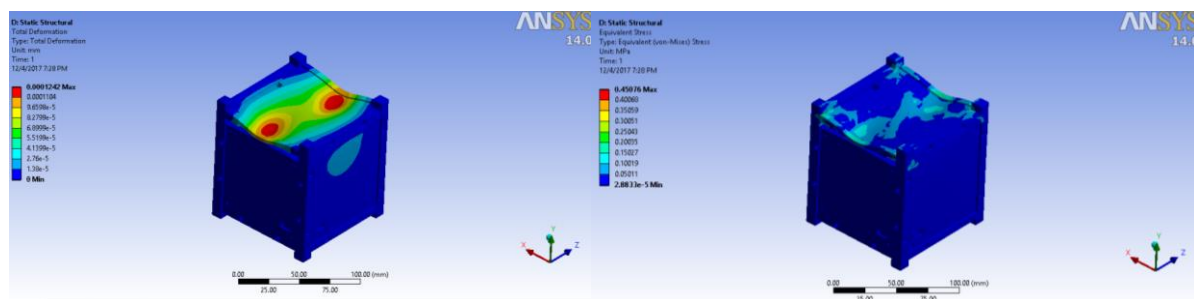 D: Static Structural
Total Deformation
Type: Total Deformation
Unit: mm
Time: 1
12/4/2017 7:28 PM
0.0001242 Max
0.0001104
9.6598e-5
8.2799e-5
6.8999e-5
5.5199e-5
4.1399e-5
2.76e-5
1.38e-5
0 Min
ANSYS
14.0
Y
X
Z
0.00
50.00
100.00 (mm)
25.00
75.00
D: Static Structural
Equivalent Stress
Type: Equivalent (von-Mises) Stress
Unit: MPa
Time: 1
12/4/2017 7:28 PM
0.45076 Max
0.40068
0.35059
0.30051
0.25043
0.20035
0.15027
0.10019
0.05011
2.8833e-5 Min
ANSYS
14.0
Y
X
Z
0.00
50.00
100.00 (mm)
25.00
75.00